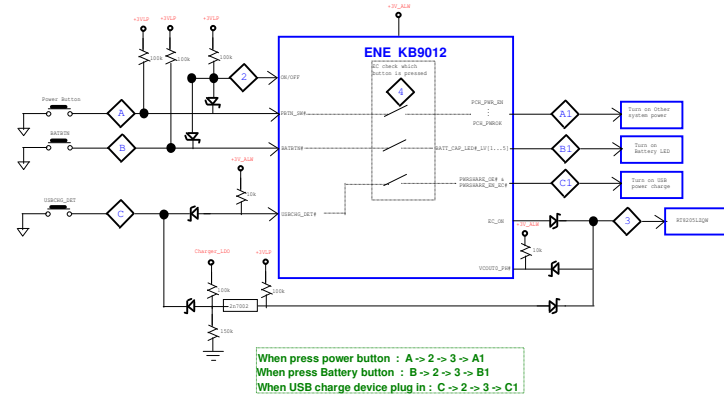 +3V_ALW
+3VLP
+3VLP
+3VLP
100k
100k
100k
ENE KB9012
EC check which
button is pressed
2
ON/OFF
4
Power Button
A
PBTN_SW#
PCH_PWR_EN
PCH_PWROK
A1
Turn on Other
system power
BATBTN
B
BATBTN#
BATT_CAP_LED#_LV[1...5]
B1
Turn on
Battery LED
+3V_ALW
10k
PWRSHARE_OE# &
PWRSHARE_EN_EC#
C1
Turn on USB
power charge
USBCHG_DET
C
USBCHG_DET#
EC_ON
3
+3V_ALW
10k
VCOUT0_PH#
Charger_LDO
+3VLP
100k
100k
2n7002
150k
When press power button : A -> 2 -> 3 -> A1
When press Battery button : B -> 2 -> 3 -> B1
When USB charge device plug in : C -> 2 -> 3 -> C1